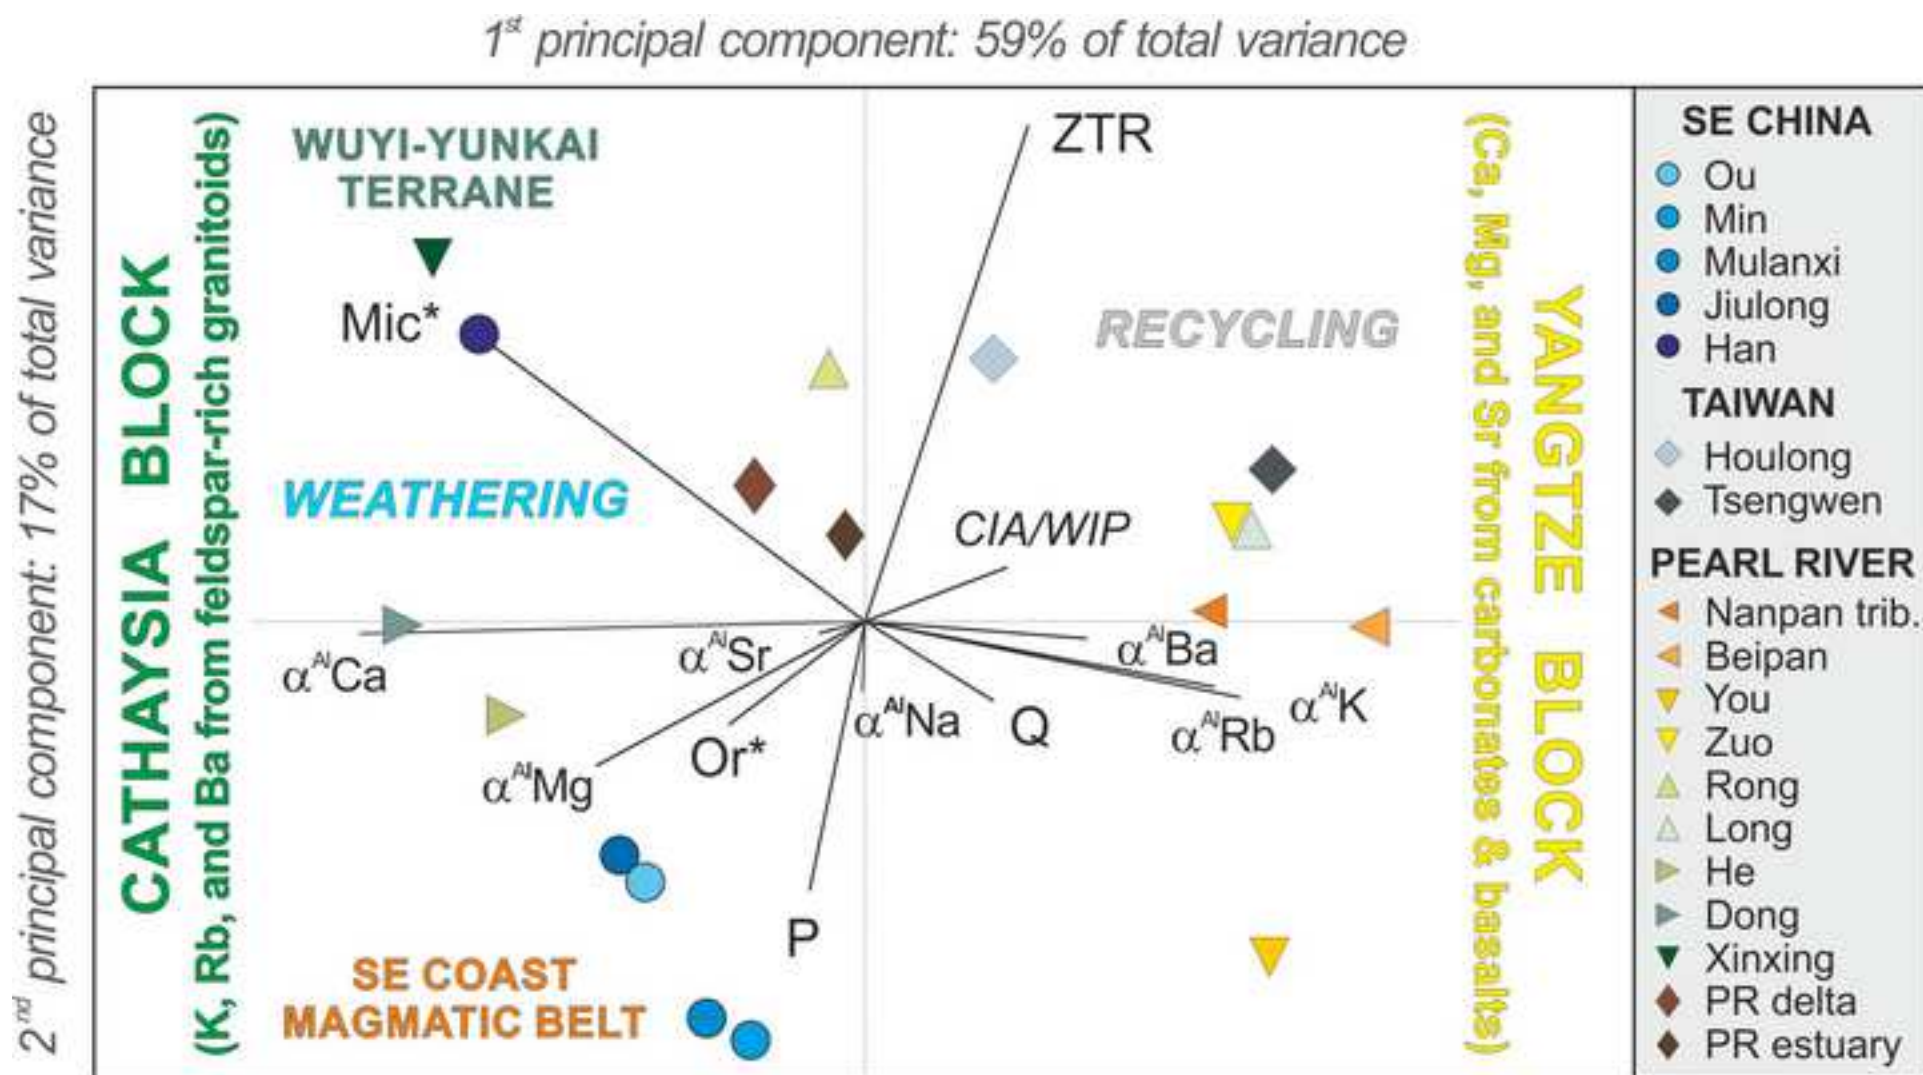 1st principal component: 59% of total variance
2nd principal component: 17% of total variance
CATHAYSIA BLOCK
(K, Rb, and Ba from feldspar-rich granitoids)
WUYI-YUNKAI
TERRANE
ZTR
Mic*
RECYCLING
WEATHERING
CIA/WIP
αAlCa
αAlSr
αAlBa
αAlK
αAlRb
αAlNa
Q
Or*
αAlMg
P
SE COAST
MAGMATIC BELT
(Ca, Mg, and Sr from carbonates & basalts)
YANGTZE BLOCK
SE CHINA
Ou
Min
Mulanxi
Jiulong
Han
TAIWAN
Houlong
Tsengwen
PEARL RIVER
Nanpan trib.
Beipan
You
Zuo
Rong
Long
He
Dong
Xinxing
PR delta
PR estuary